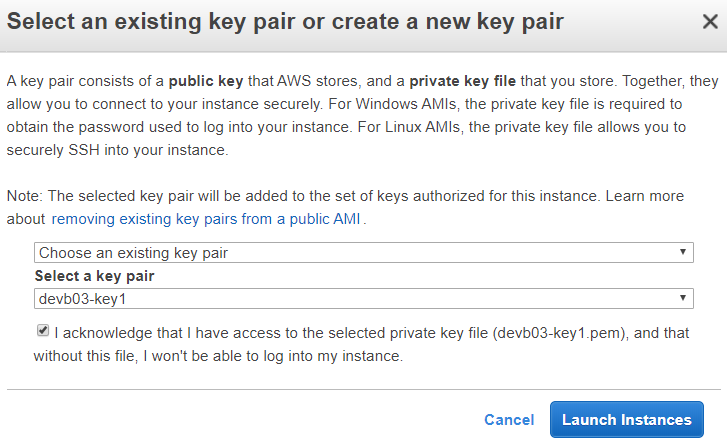 Select an existing key pair or create a new key pair
A key pair consists of a public key that AWS stores, and a private key file that you store. Together, they
allow you to connect to your instance securely. For Windows AMIs, the private key file is required to
obtain the password used to log into your instance. For Linux AMIs, the private key file allows you to
securely SSH into your instance.
Note: The selected key pair will be added to the set of keys authorized for this instance. Learn more
about removing existing key pairs from a public AMI .
Choose an existing key pair
Select a key pair
devb03-key1
I acknowledge that I have access to the selected private key file (devb03-key1.pem), and that
without this file, I won't be able to log into my instance.
Cancel Launch Instances